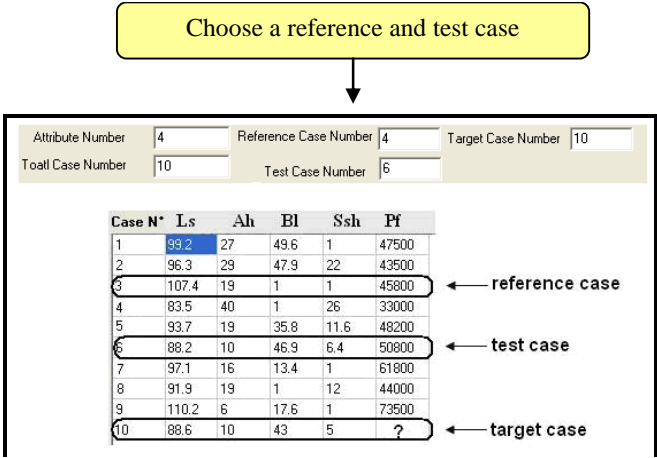 Choose a reference and test case
Attribute Number 4 Reference Case Number 4 Target Case Number 10
Toatl Case Number 10 Test Case Number 6
Case N° Ls Ah Bl Ssh Pf
1 99.2 27 49.6 1 47500
2 96.3 29 47.9 22 43500
3 107.4 19 1 1 45800 reference case
4 83.5 40 1 26 33000
5 93.7 19 35.8 11.6 48200
6 88.2 10 46.9 6.4 50800 test case
7 97.1 16 13.4 1 61800
8 91.9 19 1 12 44000
9 110.2 6 17.6 1 73500
10 88.6 10 43 5 ? target case